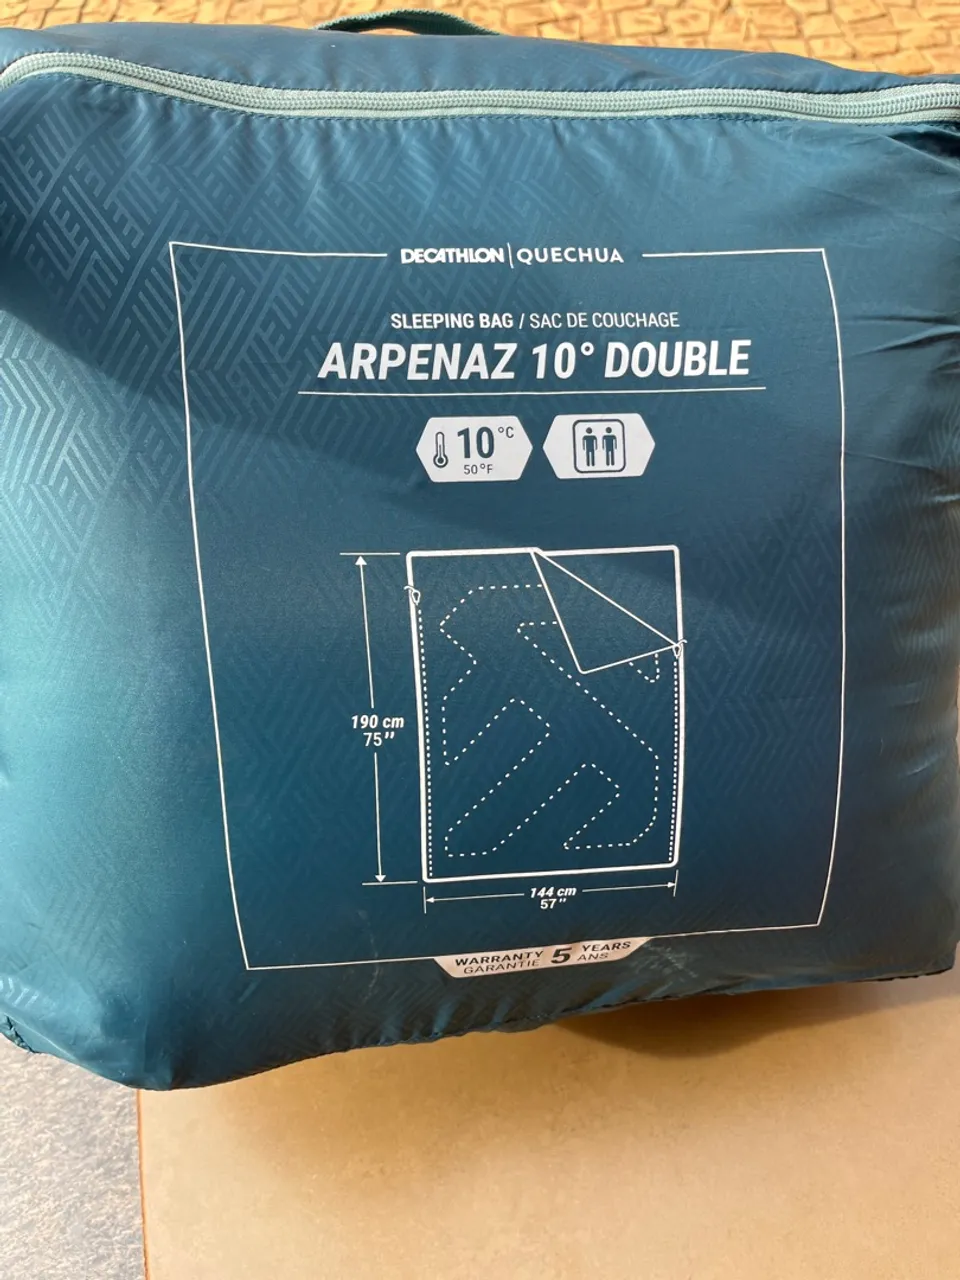 DECATHLON | QUECHUA
SLEEPING BAG / SAC DE COUCHAGE
ARPENAZ 10° DOUBLE
10 °C
50°F
190 cm
75"
144 cm
57"
WARRANTY 5 YEARS
GARANTIE ANS